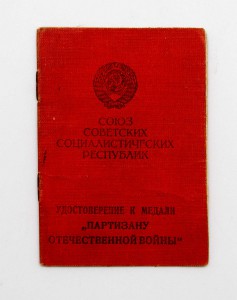 СОЮЗ
СОВЕТСКИХ
СОЦИАЛИСТИЧЕСКИХ
РЕСПУБЛИК
УДОСТОВЕРЕНИЕ К МЕДАЛИ
„ПАРТИЗАНУ
ОТЕЧЕСТВЕННОЙ ВОЙНЫ"